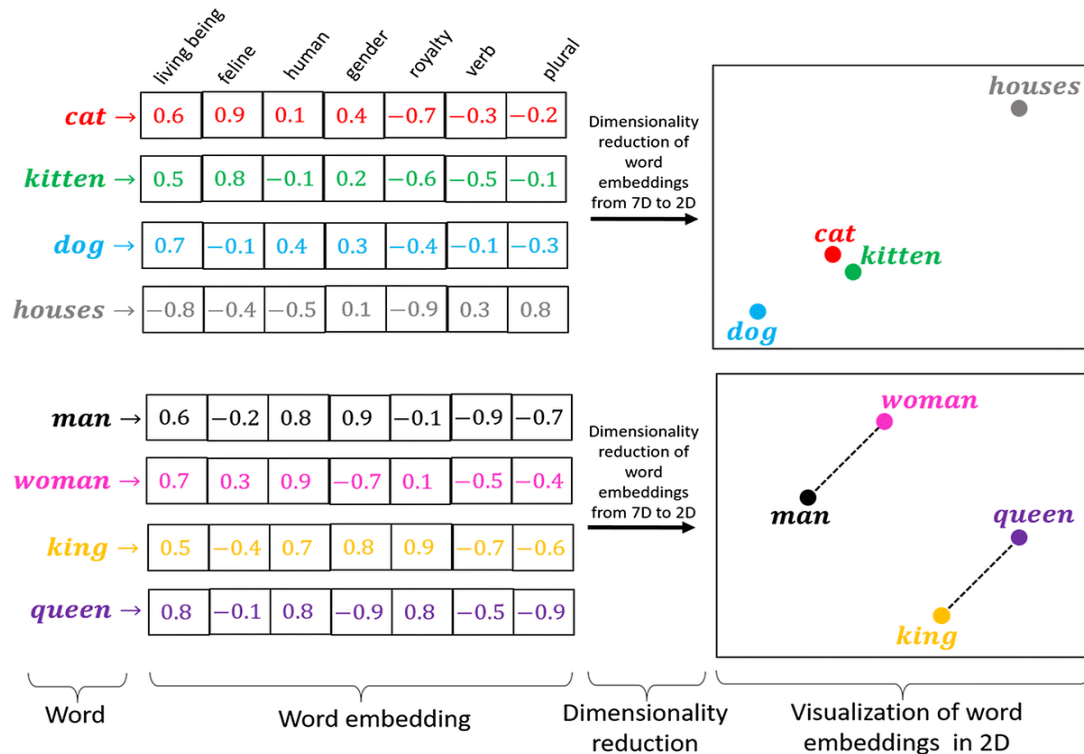 living being feline human gender royalty verb plural
cat → 0.6 0.9 0.1 0.4 −0.7 −0.3 −0.2
kitten → 0.5 0.8 −0.1 0.2 −0.6 −0.5 −0.1
dog → 0.7 −0.1 0.4 0.3 −0.4 −0.1 −0.3
houses → −0.8 −0.4 −0.5 0.1 −0.9 0.3 0.8
Dimensionality
reduction of
word
embeddings
from 7D to 2D
houses
cat
kitten
dog
man → 0.6 −0.2 0.8 0.9 −0.1 −0.9 −0.7
woman → 0.7 0.3 0.9 −0.7 0.1 −0.5 −0.4
king → 0.5 −0.4 0.7 0.8 0.9 −0.7 −0.6
queen → 0.8 −0.1 0.8 −0.9 0.8 −0.5 −0.9
Dimensionality
reduction of
word
embeddings
from 7D to 2D
woman
man
queen
king
Word
Word embedding
Dimensionality
reduction
Visualization of word
embeddings in 2D